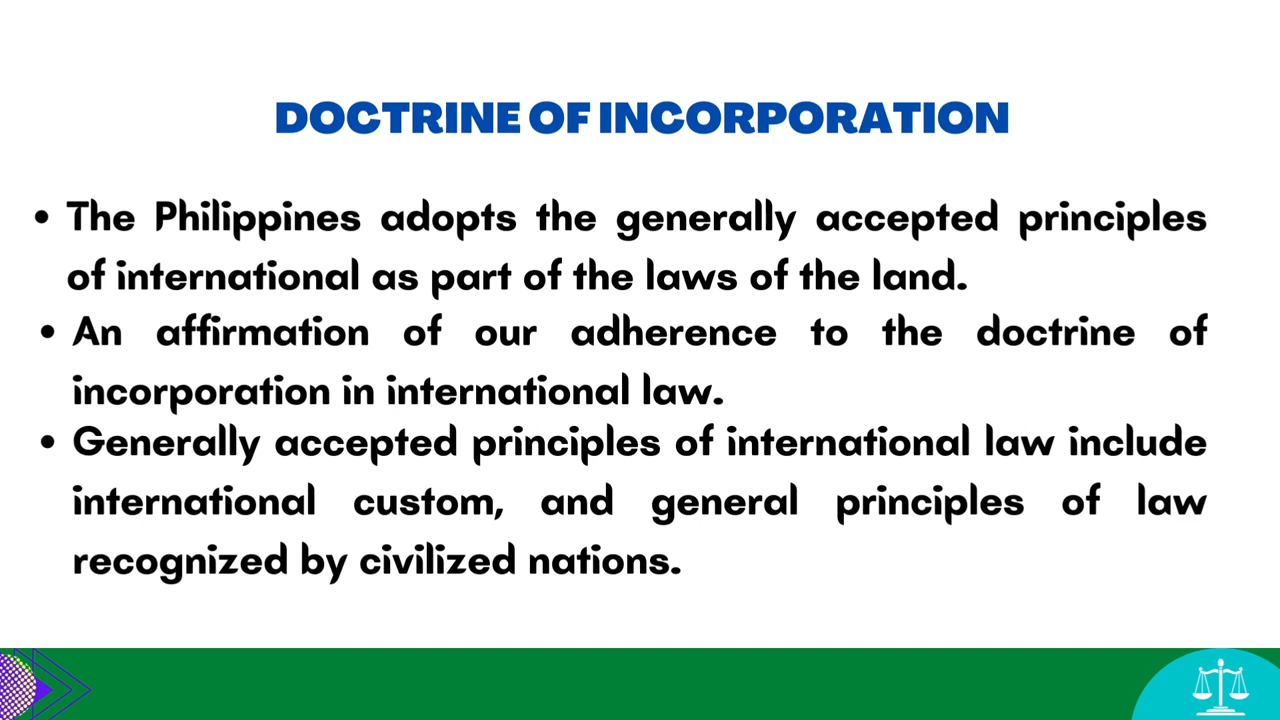 DOCTRINE OF INCORPORATION
• The Philippines adopts the generally accepted principles
of international as part of the laws of the land.
• An affirmation of our adherence to the doctrine of
incorporation in international law.
• Generally accepted principles of international law include
international custom, and general principles of law
recognized by civilized nations.